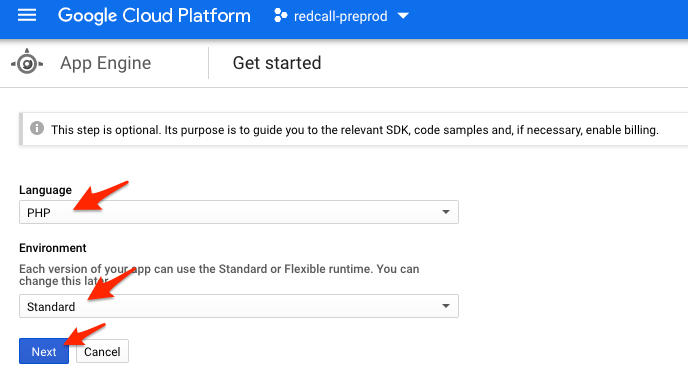 Google Cloud Platform
redcall-preprod
App Engine
Get started
This step is optional. Its purpose is to guide you to the relevant SDK, code samples and, if necessary, enable billing.
Language
PHP
Environment
Each version of your app can use the Standard or Flexible runtime. You can
change this later
Standard
Next
Cancel